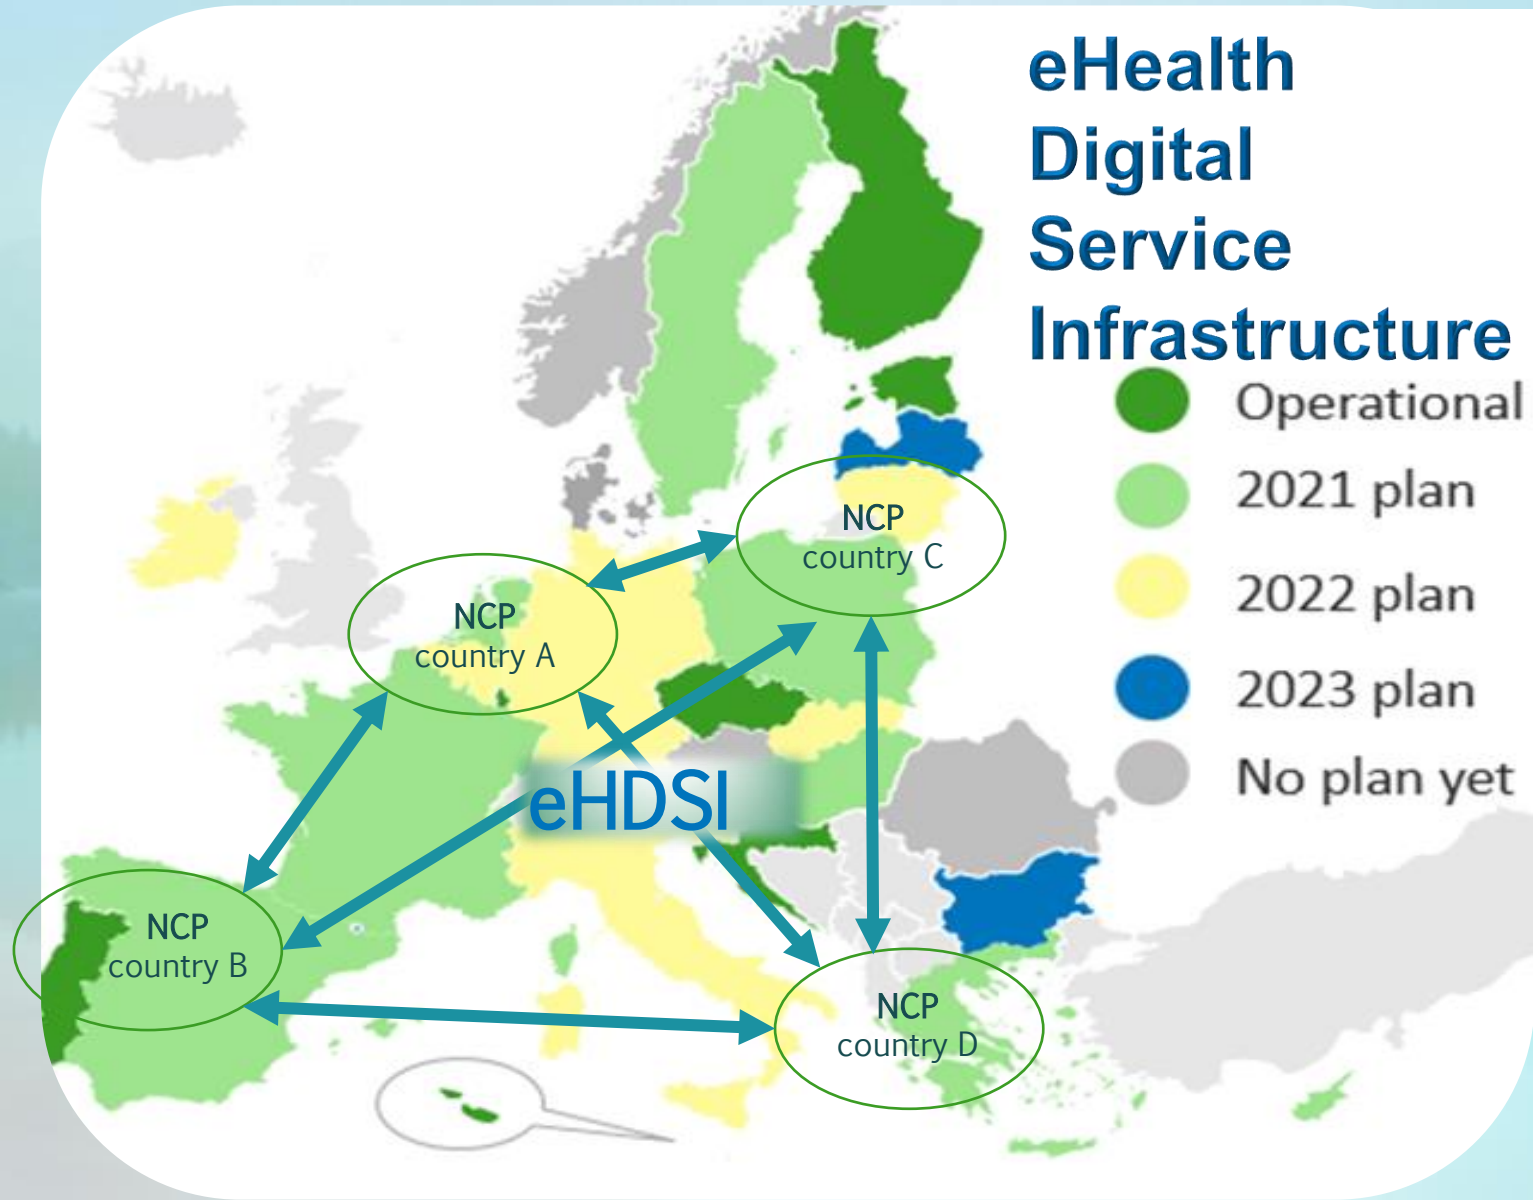 eHealth
Digital
Service
Infrastructure
Operational
2021 plan
2022 plan
2023 plan
No plan yet
NCP
country C
NCP
country A
eHDSI
NCP
country B
NCP
country D